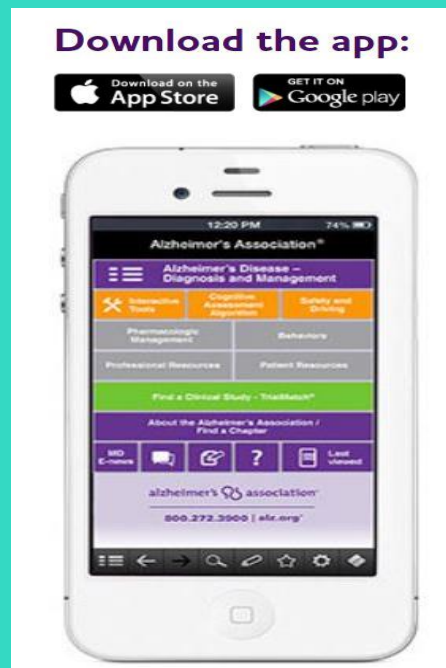 Download the app:
Download on the
App Store
GET IT ON
Google play
12:20 PM
74%
Alzheimer's Association®
Alzheimer's Disease –
Diagnosis and Management
Interactive
Tools
Cognitive
Assessment
Algorithm
Safety and
Driving
Pharmacologic
Management
Behaviors
Professional Resources
Patient Resources
Find a Clinical Study - TrialMatch®
About the Alzheimer's Association /
Find a Chapter
MD
E-news
?
Last
viewed
alzheimer's association®
800.272.3900 | alz.org®